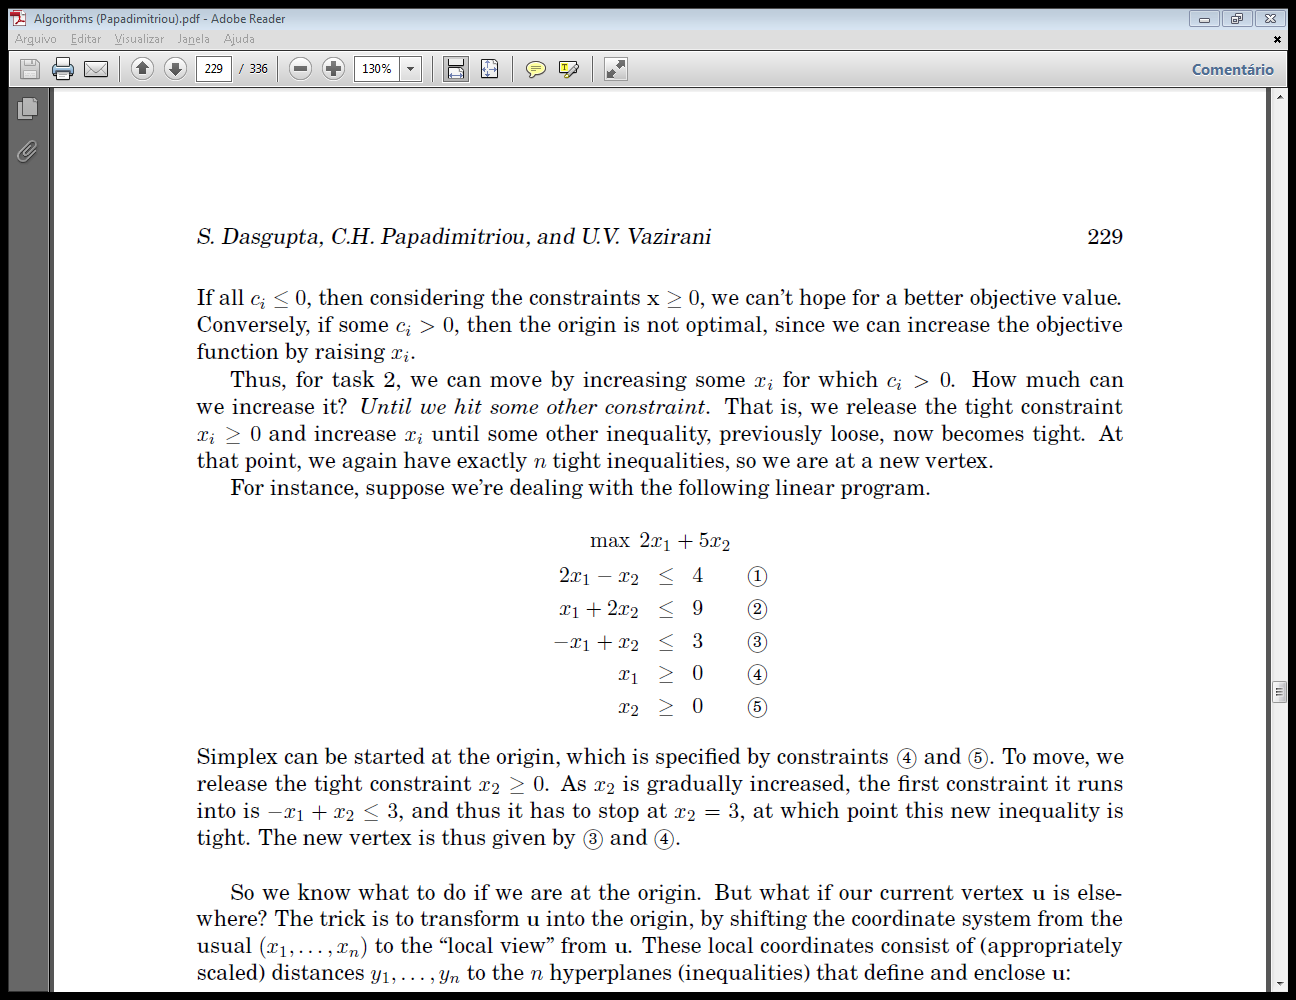 Algorithms (Papadimitriou).pdf - Adobe Reader
Arquivo Editar Visualizar Janela Ajuda
229 / 336 130% Comentário
S. Dasgupta, C.H. Papadimitriou, and U.V. Vazirani 229
If all cᵢ ≤ 0, then considering the constraints x ≥ 0, we can't hope for a better objective value.
Conversely, if some cᵢ > 0, then the origin is not optimal, since we can increase the objective
function by raising xᵢ.
Thus, for task 2, we can move by increasing some xᵢ for which cᵢ > 0. How much can
we increase it? Until we hit some other constraint. That is, we release the tight constraint
xᵢ ≥ 0 and increase xᵢ until some other inequality, previously loose, now becomes tight. At
that point, we again have exactly n tight inequalities, so we are at a new vertex.
For instance, suppose we're dealing with the following linear program.
max 2x₁ + 5x₂
2x₁ − x₂ ≤ 4 ①
x₁ + 2x₂ ≤ 9 ②
−x₁ + x₂ ≤ 3 ③
x₁ ≥ 0 ④
x₂ ≥ 0 ⑤
Simplex can be started at the origin, which is specified by constraints ④ and ⑤. To move, we
release the tight constraint x₂ ≥ 0. As x₂ is gradually increased, the first constraint it runs
into is −x₁ + x₂ ≤ 3, and thus it has to stop at x₂ = 3, at which point this new inequality is
tight. The new vertex is thus given by ③ and ④.
So we know what to do if we are at the origin. But what if our current vertex u is else-
where? The trick is to transform u into the origin, by shifting the coordinate system from the
usual (x₁, . . . , xₙ) to the “local view” from u. These local coordinates consist of (appropriately
scaled) distances y₁, . . . , yₙ to the n hyperplanes (inequalities) that define and enclose u: